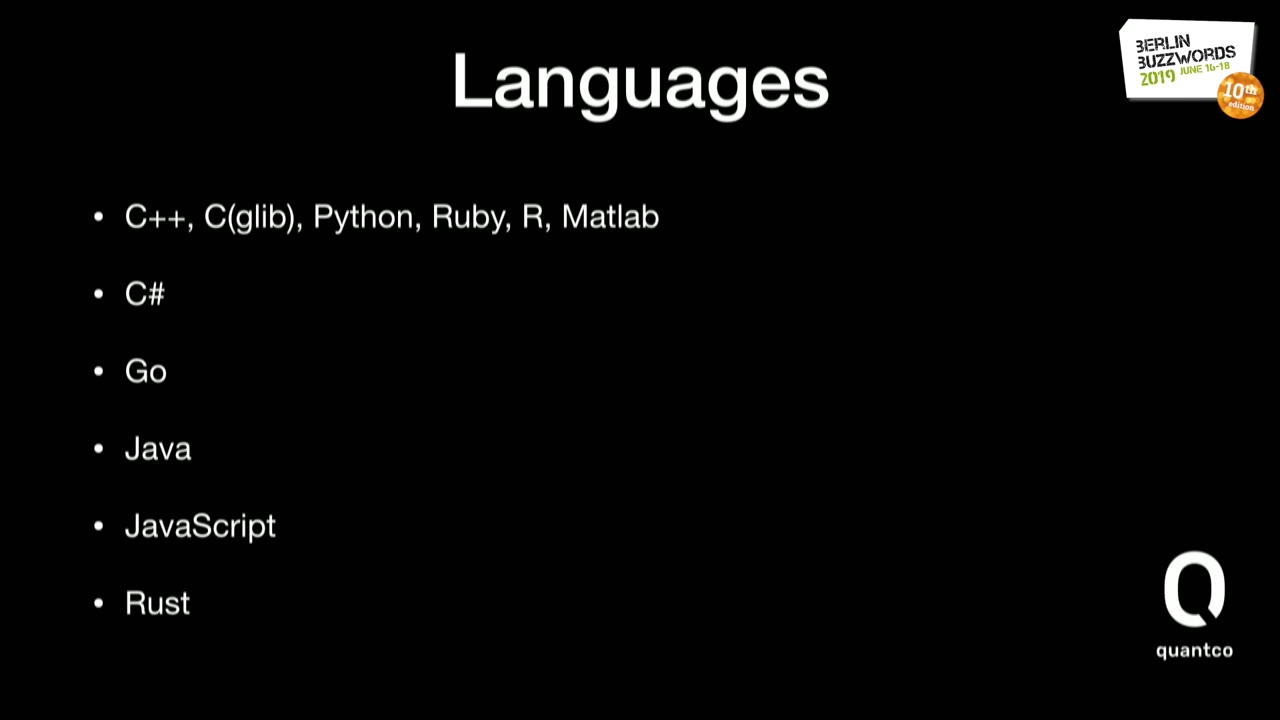 Languages
BERLIN
BUZZWORDS
2019 JUNE 16-18
10th
edition
• C++, C(glib), Python, Ruby, R, Matlab
• C#
• Go
• Java
• JavaScript
• Rust
Q
quantco